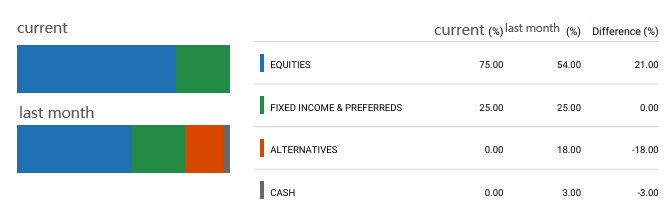 current
last month
current (%) last month (%) Difference (%)
EQUITIES 75.00 54.00 21.00
FIXED INCOME & PREFERREDS 25.00 25.00 0.00
ALTERNATIVES 0.00 18.00 -18.00
CASH 0.00 3.00 -3.00